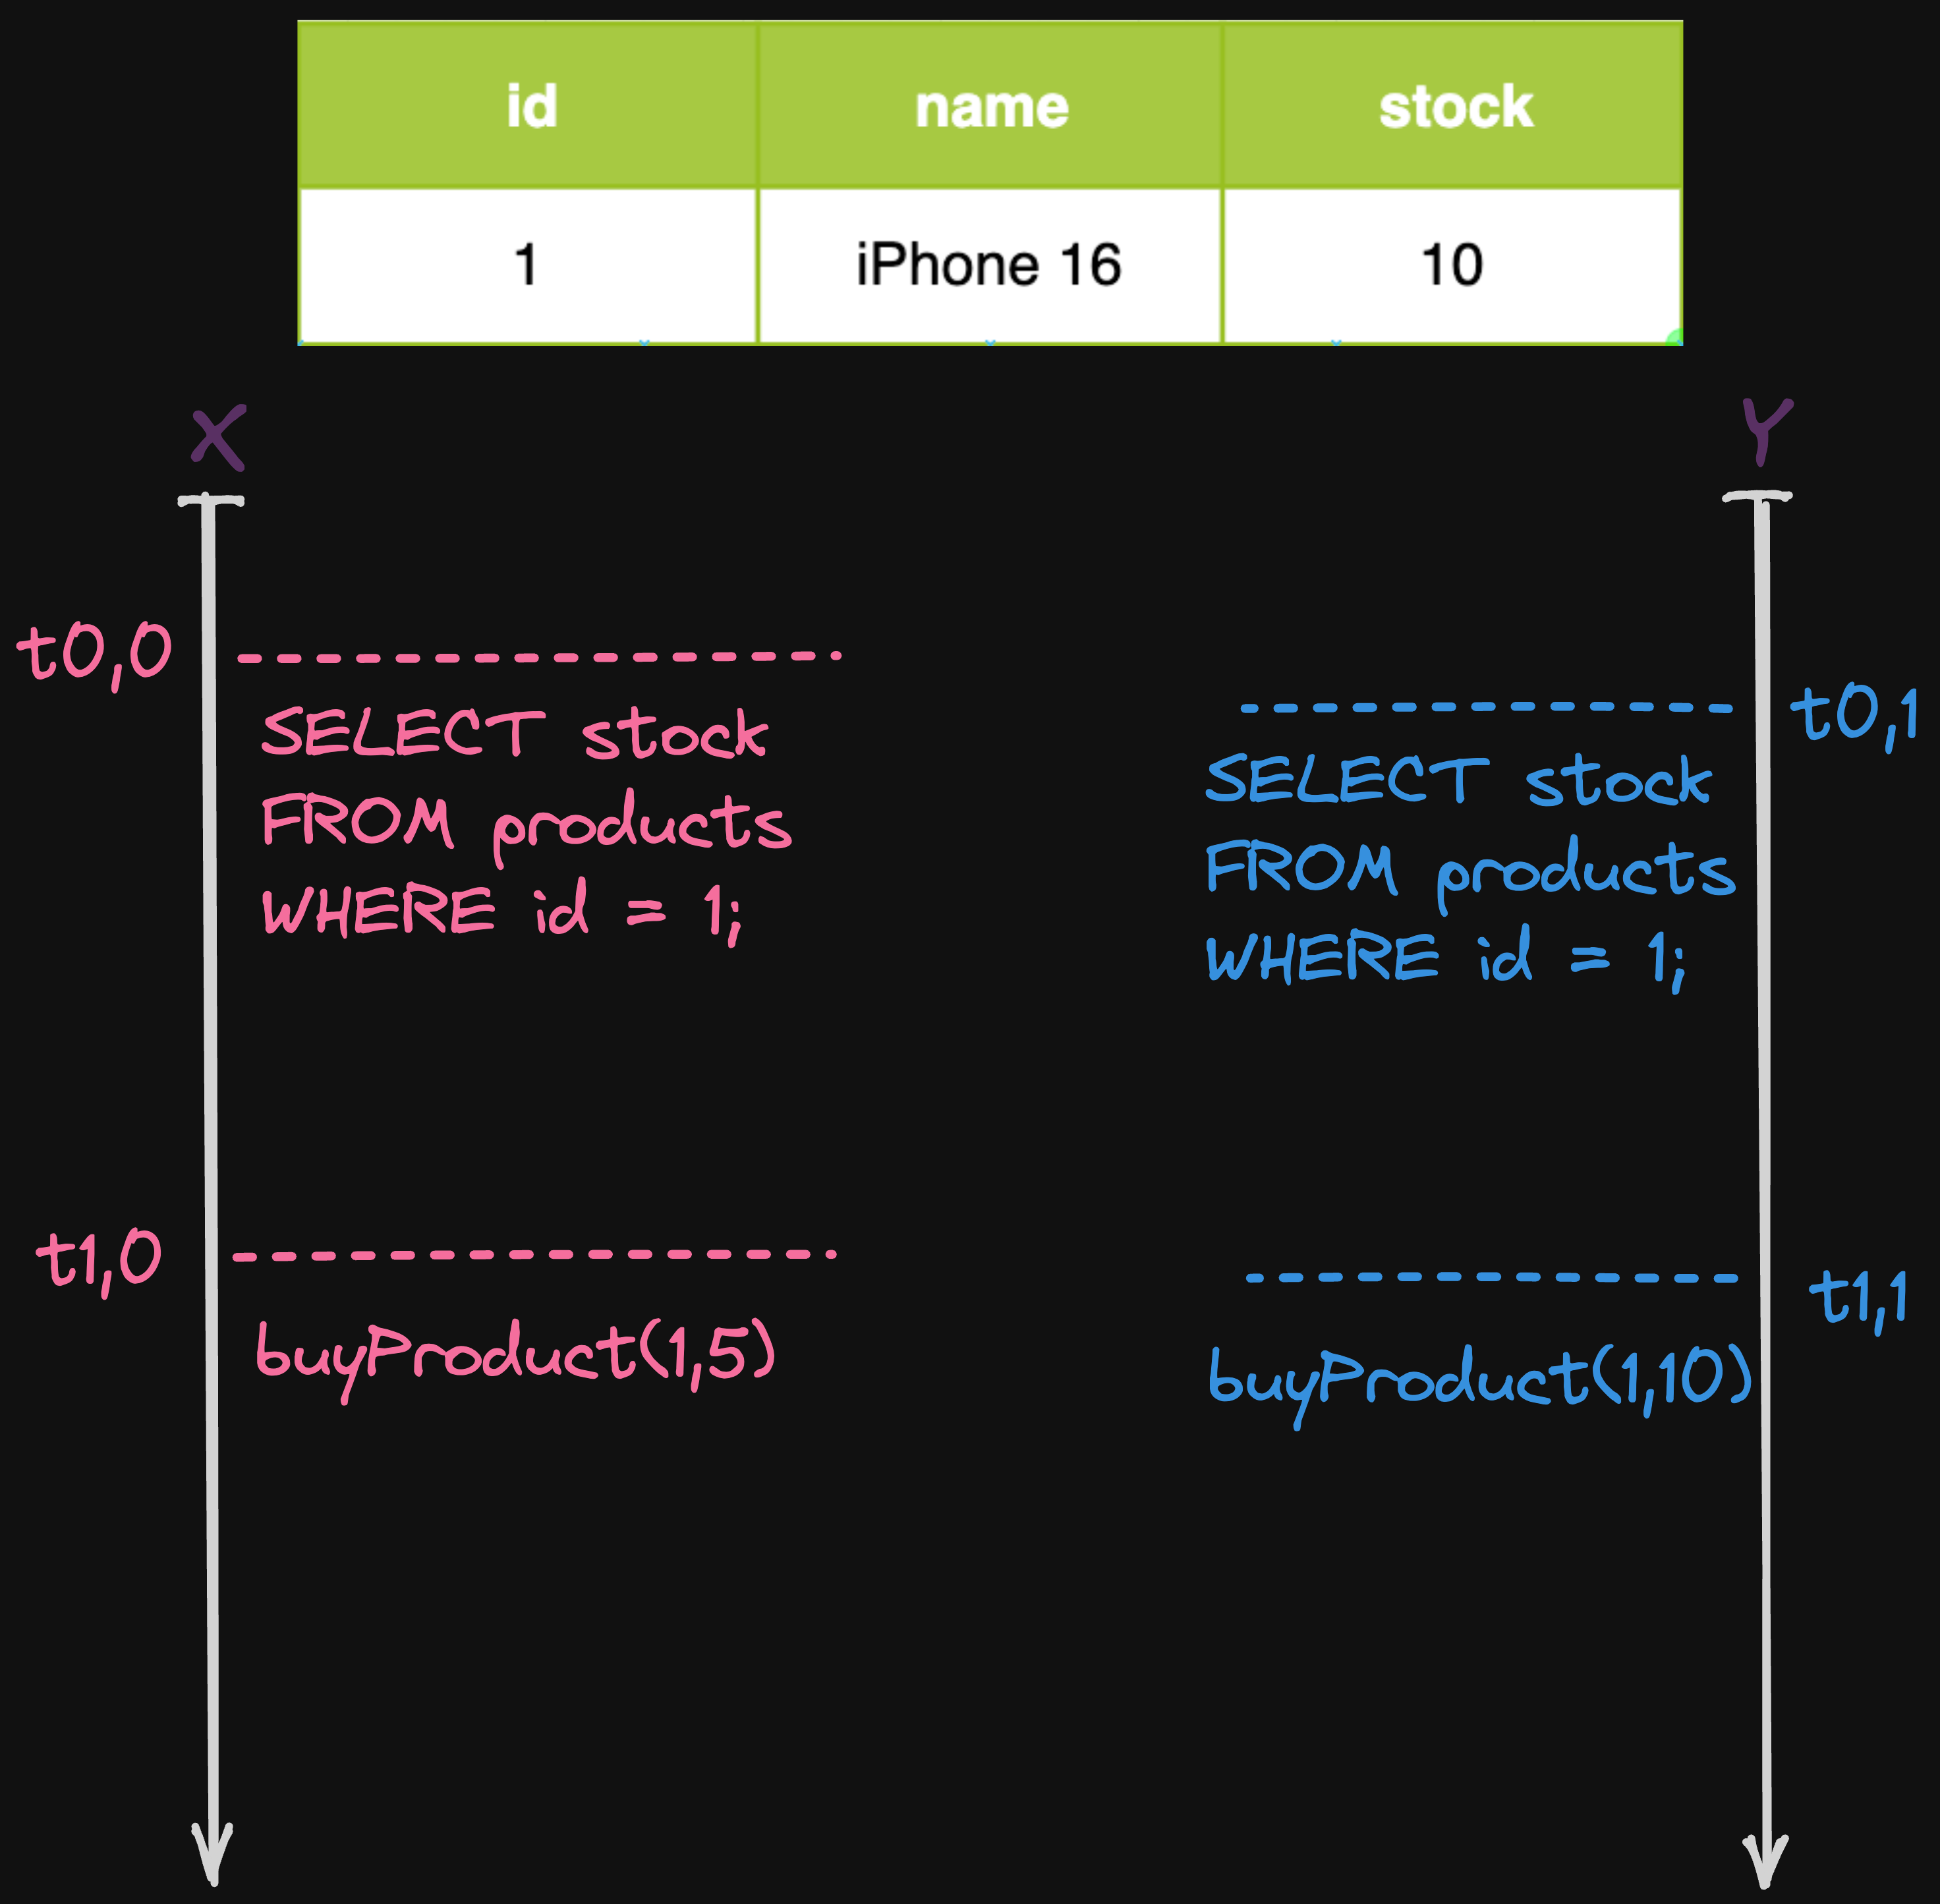 id name stock
1 iPhone 16 10
X
Y
t0,0
SELECT stock
FROM products
WHERE id = 1;
t0,1
SELECT stock
FROM products
WHERE id = 1;
t1,0
buyProduct(1,5)
t1,1
buyProduct(1,10)